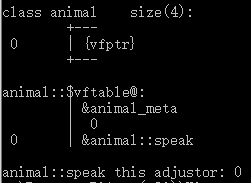 class animal    size(4):
        +---
 0      | {vfptr}
        +---

animal::$vftable@:
        | &animal_meta
        |  0
 0      | &animal::speak

animal::speak this adjustor: 0